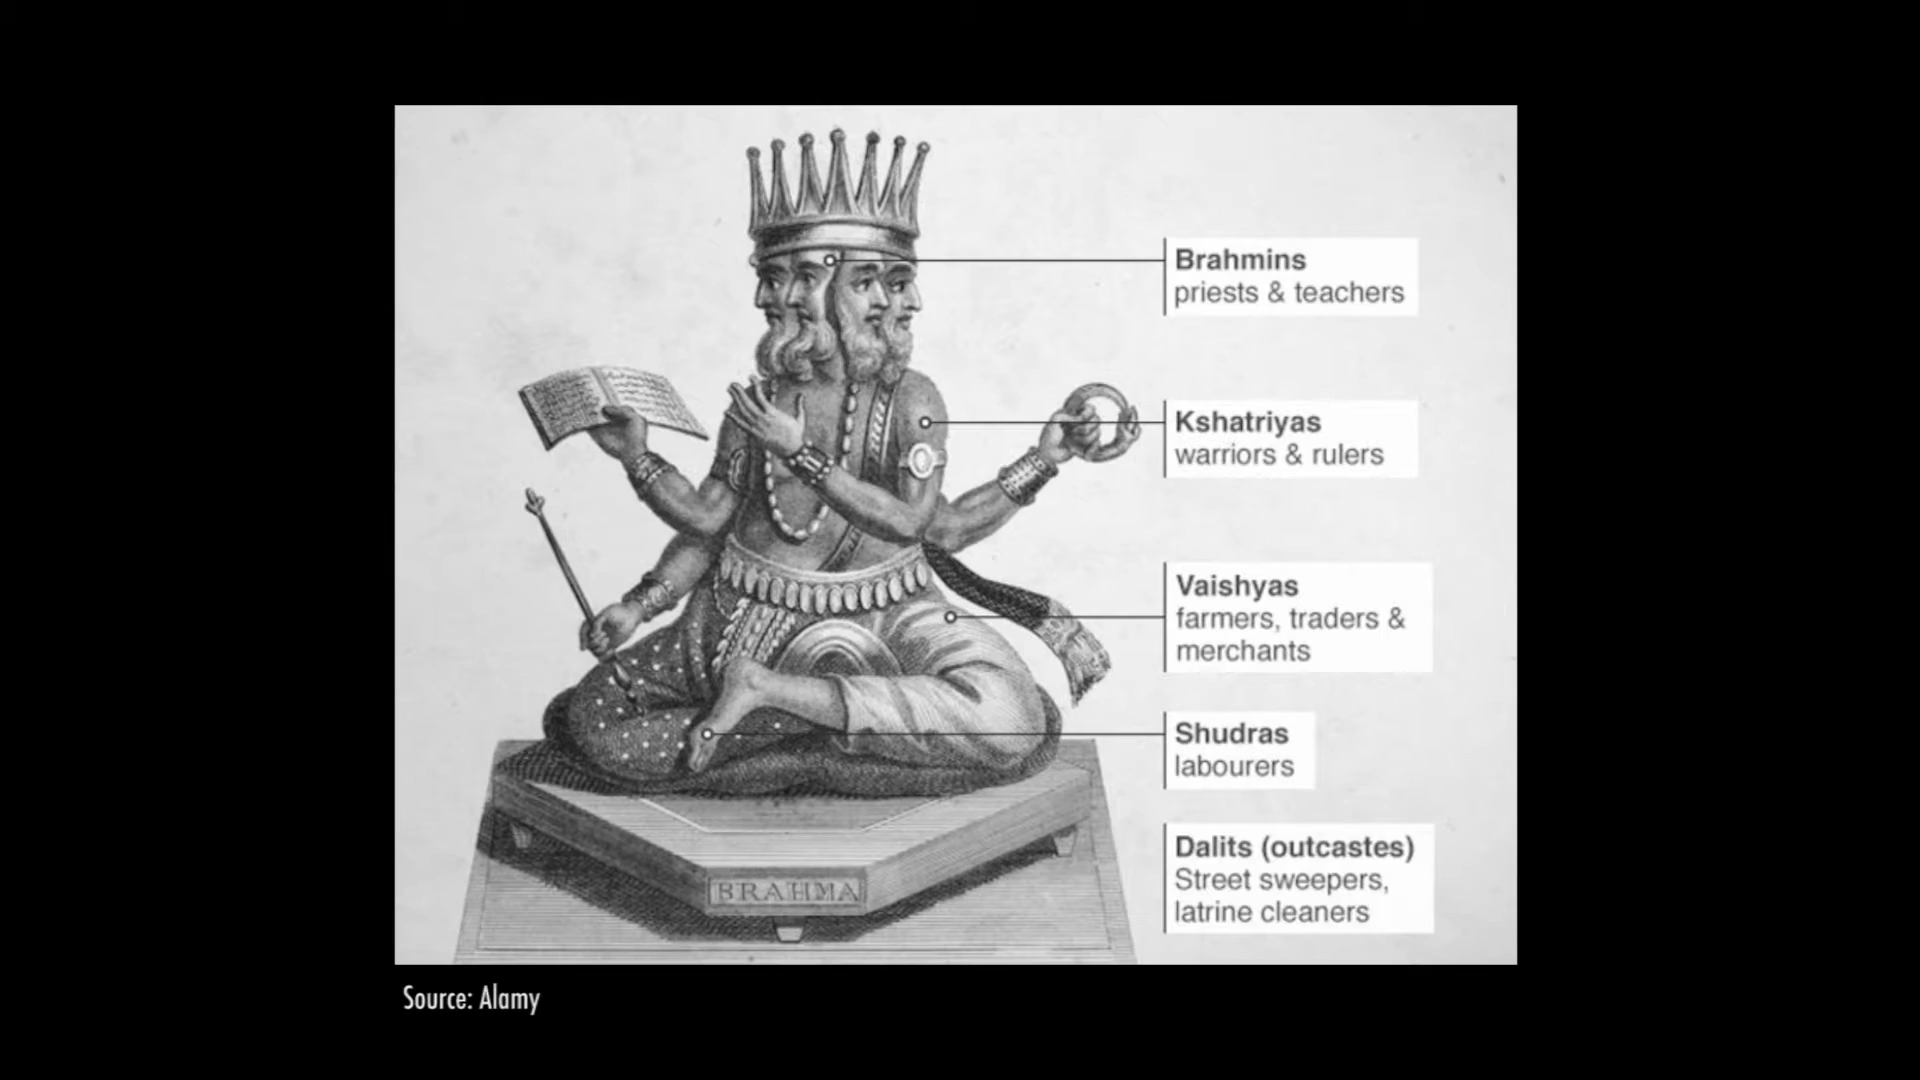 Brahmins
priests & teachers
Kshatriyas
warriors & rulers
Vaishyas
farmers, traders &
merchants
Shudras
labourers
Dalits (outcastes)
Street sweepers,
latrine cleaners
BRAHMA
Source: Alamy